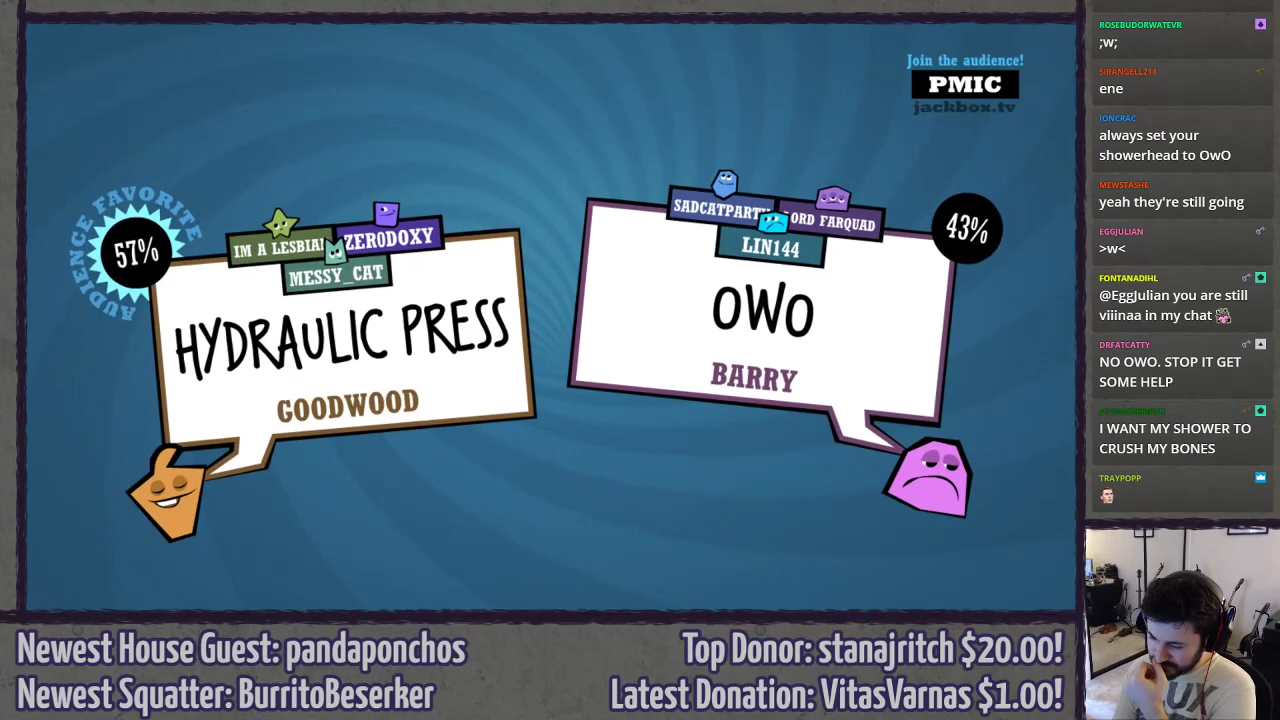 Join the audience!
PMIC
jackbox.tv
AUDIENCE FAVORITE
57%
IM A LESBIAN
ZERODOXY
MESSY_CAT
HYDRAULIC PRESS
GOODWOOD
SADCATPARTY
LORD FARQUAD
LIN144
43%
OWO
BARRY
ROSEBUDORWATEVR
;w;
SIRANGELL214
ene
IONCRAC
always set your
showerhead to OwO
MEWSTASHE
yeah they're still going
EGGJULIAN
>w<
FONTANADIHL
@EggJulian you are still
viiinaa in my chat
DRFATCATTY
NO OWO. STOP IT GET
SOME HELP
I WANT MY SHOWER TO
CRUSH MY BONES
TRAYPOPP
UX
Newest House Guest: pandaponchos
Newest Squatter: BurritoBeserker
Top Donor: stanajritch $20.00!
Latest Donation: VitasVarnas $1.00!